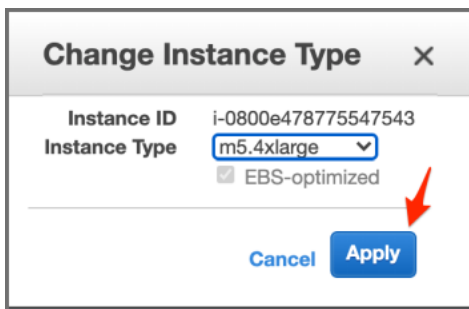 Change Instance Type ×
Instance ID i-0800e478775547543
Instance Type m5.4xlarge
EBS-optimized
Cancel Apply